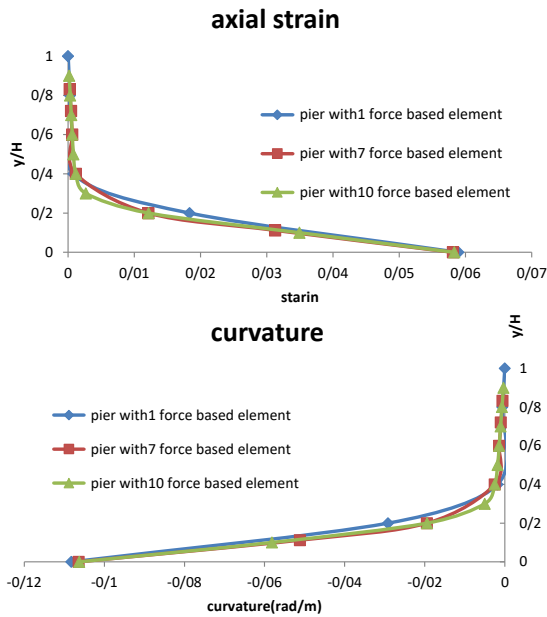 axial strain
y/H
1
0/8
0/6
0/4
0/2
0
pier with1 force based element
pier with7 force based element
pier with10 force based element
0 0/01 0/02 0/03 0/04 0/05 0/06 0/07
starin
curvature
y/H
pier with1 force based element
pier with7 force based element
pier with10 force based element
1
0/8
0/6
0/4
0/2
0
-0/12 -0/1 -0/08 -0/06 -0/04 -0/02 0
curvature(rad/m)